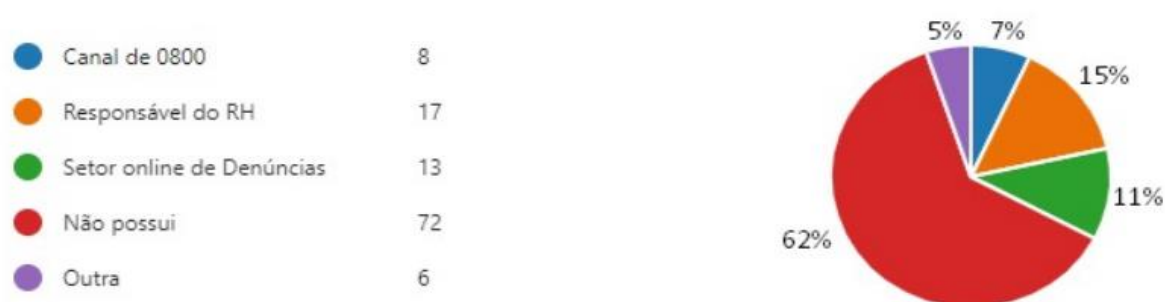 Canal de 0800 8
Responsável do RH 17
Setor online de Denúncias 13
Não possui 72
Outra 6
5% 7%
15%
11%
62%